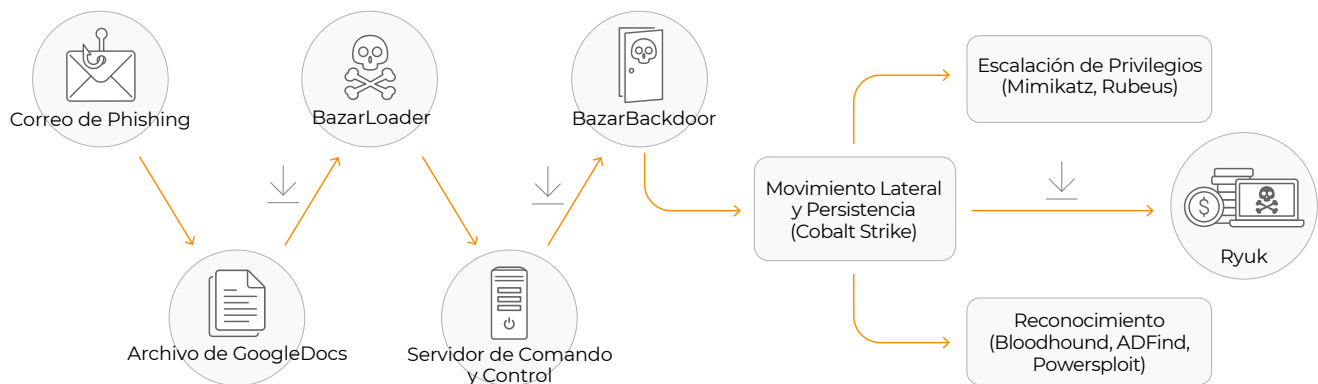 Correo de Phishing
Archivo de GoogleDocs
BazarLoader
Servidor de Comando
y Control
BazarBackdoor
Movimiento Lateral
y Persistencia
(Cobalt Strike)
Escalación de Privilegios
(Mimikatz, Rubeus)
$
Ryuk
Reconocimiento
(Bloodhound, ADFind,
Powersploit)